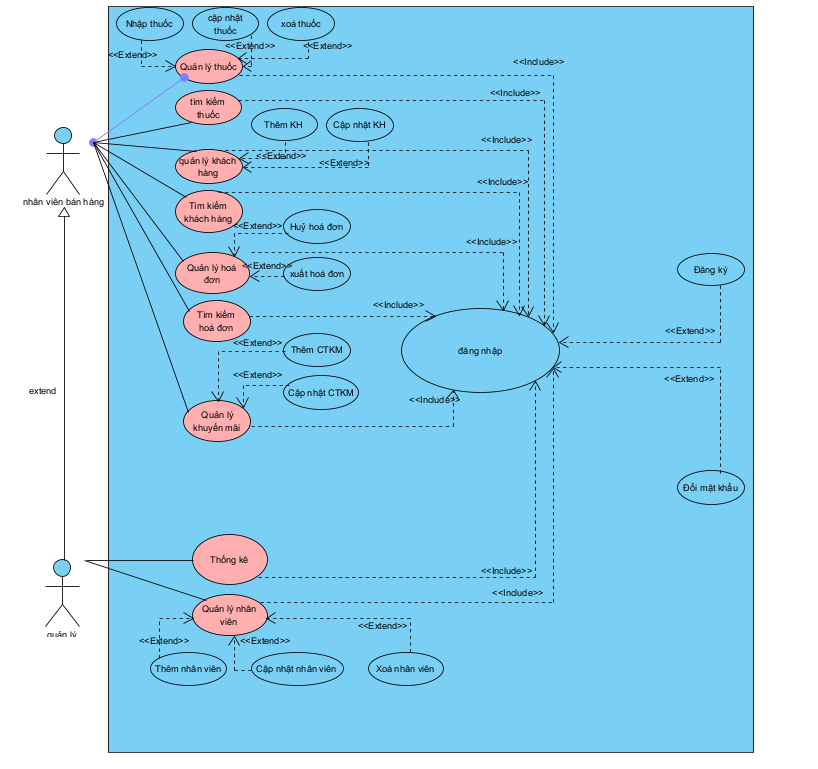 Nhập thuốc
cập nhật
thuốc
xoá thuốc
<<Extend>>
<<Extend>>
<<Extend>>
Quản lý thuốc
<<Include>>
tìm kiếm
thuốc
<<Include>>
Thêm KH
Cập nhật KH
<<Include>>
<<Extend>>
<<Extend>>
quản lý khách
hàng
nhân viên bán hàng
Tìm kiếm
khách hàng
<<Include>>
<<Extend>>
Huỷ hoá đơn
<<Include>>
Quản lý hoá
đơn
<<Extend>>
xuất hoá đơn
Đăng ký
Tìm kiếm
hoá đơn
<<Include>>
<<Extend>>
<<Extend>>
Thêm CTKM
đăng nhập
<<Extend>>
<<Extend>>
extend
Cập nhật CTKM
<<Include>>
Quản lý
khuyến mãi
Đổi mật khẩu
Thống kê
<<Include>>
<<Include>>
Quản lý nhân
viên
<<Extend>>
quản lý
<<Extend>>
<<Extend>>
Thêm nhân viên
Cập nhật nhân viên
Xoá nhân viên